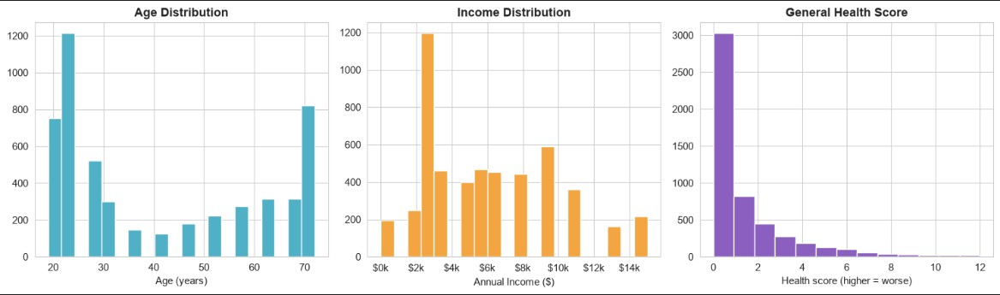 Age Distribution
1200
1000
800
600
400
200
0
20 30 40 50 60 70
Age (years)
Income Distribution
1200
1000
800
600
400
200
0
$0k $2k $4k $6k $8k $10k $12k $14k
Annual Income ($)
General Health Score
3000
2500
2000
1500
1000
500
0
0 2 4 6 8 10 12
Health score (higher = worse)